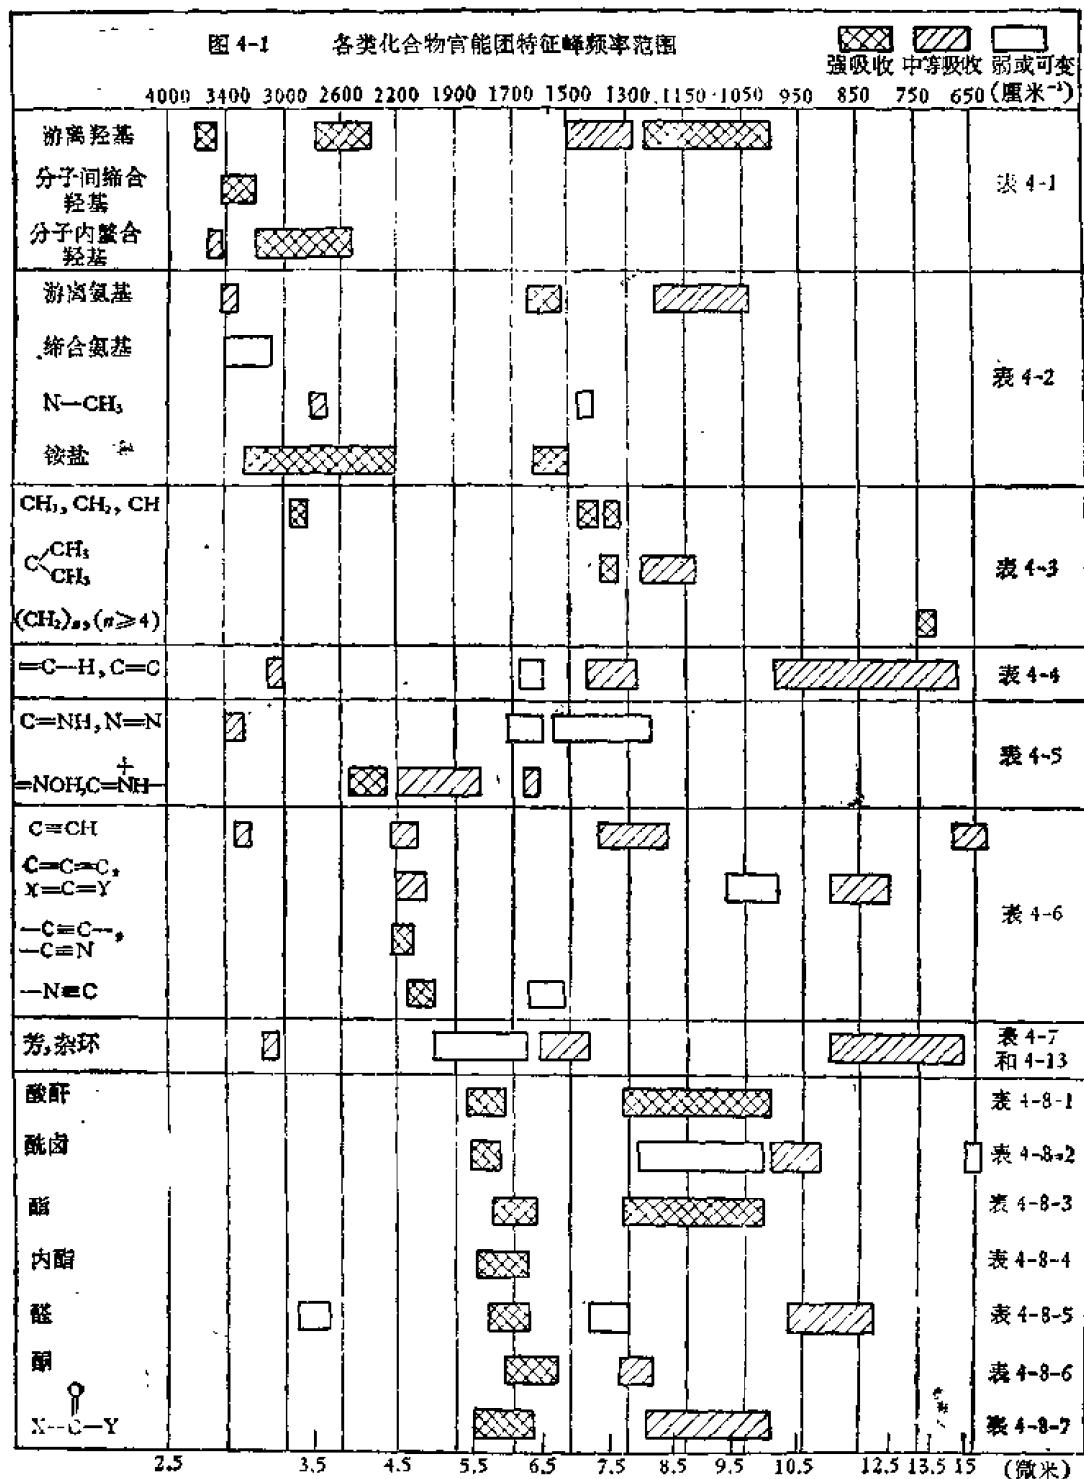 图 4-1 各类化合物官能团特征峰频率范围
强吸收 中等吸收 弱或可变
4000 3400 3000 2600 2200 1900 1700 1500 1300 1150 1050 950 850 750 650 (厘米⁻¹)
游离羟基
分子间缔合
羟基
表 4-1
分子内螯合
羟基
游离氨基
缔合氨基
表 4-2
N—CH₃
铵盐
CH₃, CH₂, CH
C CH₃
CH₃
表 4-3
(CH₂)ₙ, (n≥4)
=C—H, C=C 表 4-4
C=NH, N=N
表 4-5
=NOH, C=N⁺H—
C≡CH
C=C=C,
X=C=Y
表 4-6
—C≡C—,
—C≡N
—N≡C
芳,杂环 表 4-7
和 4-13
酸酐 表 4-8-1
酰卤 表 4-8-2
酯 表 4-8-3
内酯 表 4-8-4
醛 表 4-8-5
酮 表 4-8-6
O
X—C—Y 表 4-8-7
2.5 3.5 4.5 5.5 6.5 7.5 8.5 9.5 10.5 12.5 13.5 15 (微米)